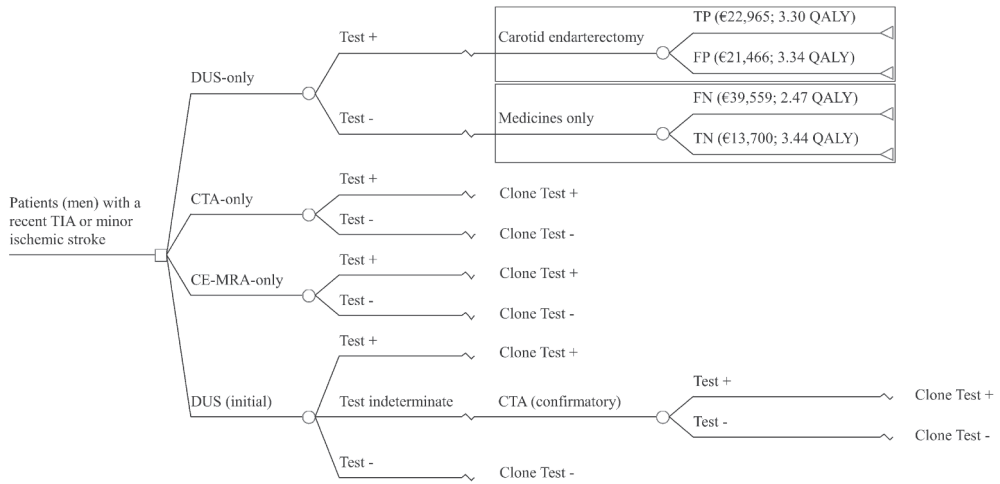 Patients (men) with a
recent TIA or minor
ischemic stroke
DUS-only
Test +
Carotid endarterectomy
TP (€22,965; 3.30 QALY)
FP (€21,466; 3.34 QALY)
Test -
Medicines only
FN (€39,559; 2.47 QALY)
TN (€13,700; 3.44 QALY)
CTA-only
Test +
Clone Test +
Test -
Clone Test -
CE-MRA-only
Test +
Clone Test +
Test -
Clone Test -
DUS (initial)
Test +
Clone Test +
Test indeterminate
CTA (confirmatory)
Test +
Clone Test +
Test -
Clone Test -
Test -
Clone Test -